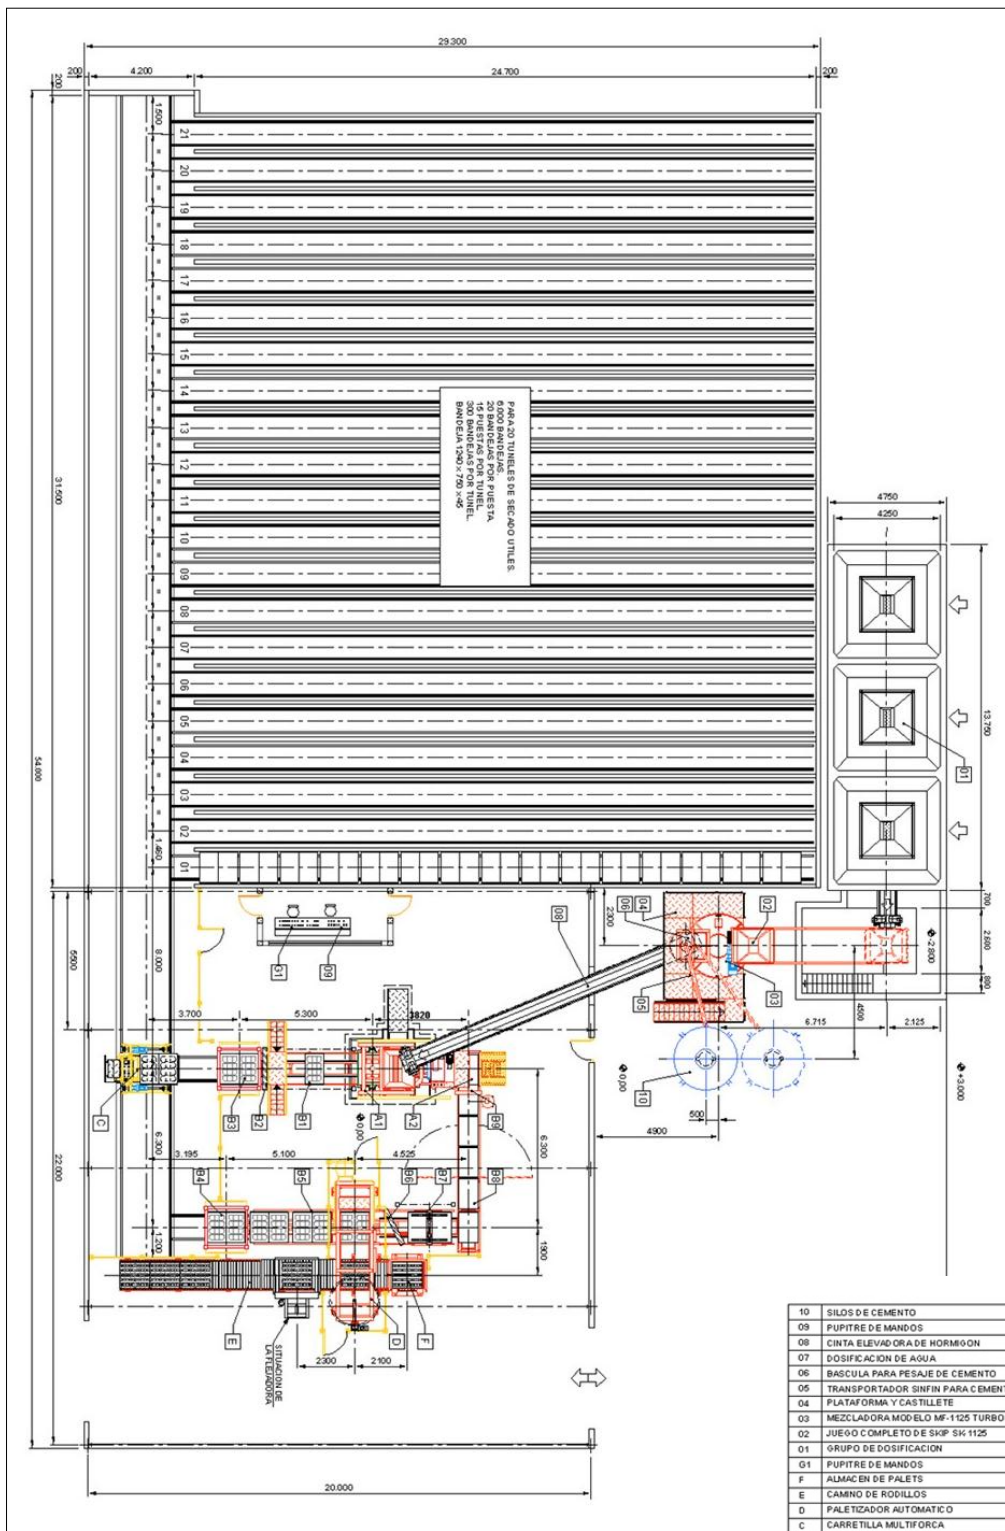 29.300
200
4.200
24.700
200
200
1.500
21
20
19
18
17
16
15
14
13
12
11
10
09
08
07
06
05
04
03
02
01
1.460
31.500
54.800
22.000
PARA 20 TUNELES DE SECADO UTILES.
6.000 BANDEJAS.
20 BANDEJAS POR PUESTA.
15 PUESTAS POR TUNEL.
300 BANDEJAS POR TUNEL.
BANDEJA 1240 x 750 x 45
4750
4250
13.750
01
700
2.600
880
-2.800
5500
8.000
G1
09
08
2300
06
04
02
05
03
4500
6.715
2.125
3.700
5.300
3820
0,00
+3.000
10
500
4900
C
B3
B2
B1
A1
A2
B9
0,00
6.300
3.195
5.100
4.525
6.300
B4
B5
B6
B7
B8
1.200
1900
E
D
F
SITUACION DE
LA FLEJADORA
2300
2100
20.000
10 SILOS DE CEMENTO
09 PUPITRE DE MANDOS
08 CINTA ELEVADORA DE HORMIGON
07 DOSIFICACION DE AGUA
06 BASCULA PARA PESAJE DE CEMENTO
05 TRANSPORTADOR SINFIN PARA CEMENT
04 PLATAFORMA Y CASTILLETE
03 MEZCLADORA MODELO MF-1125 TURBO
02 JUEGO COMPLETO DE SKIP SK-1125
01 GRUPO DE DOSIFICACION
G1 PUPITRE DE MANDOS
F ALMACEN DE PALETS
E CAMINO DE RODILLOS
D PALETIZADOR AUTOMATICO
C CARRETILLA MULTIFORCA